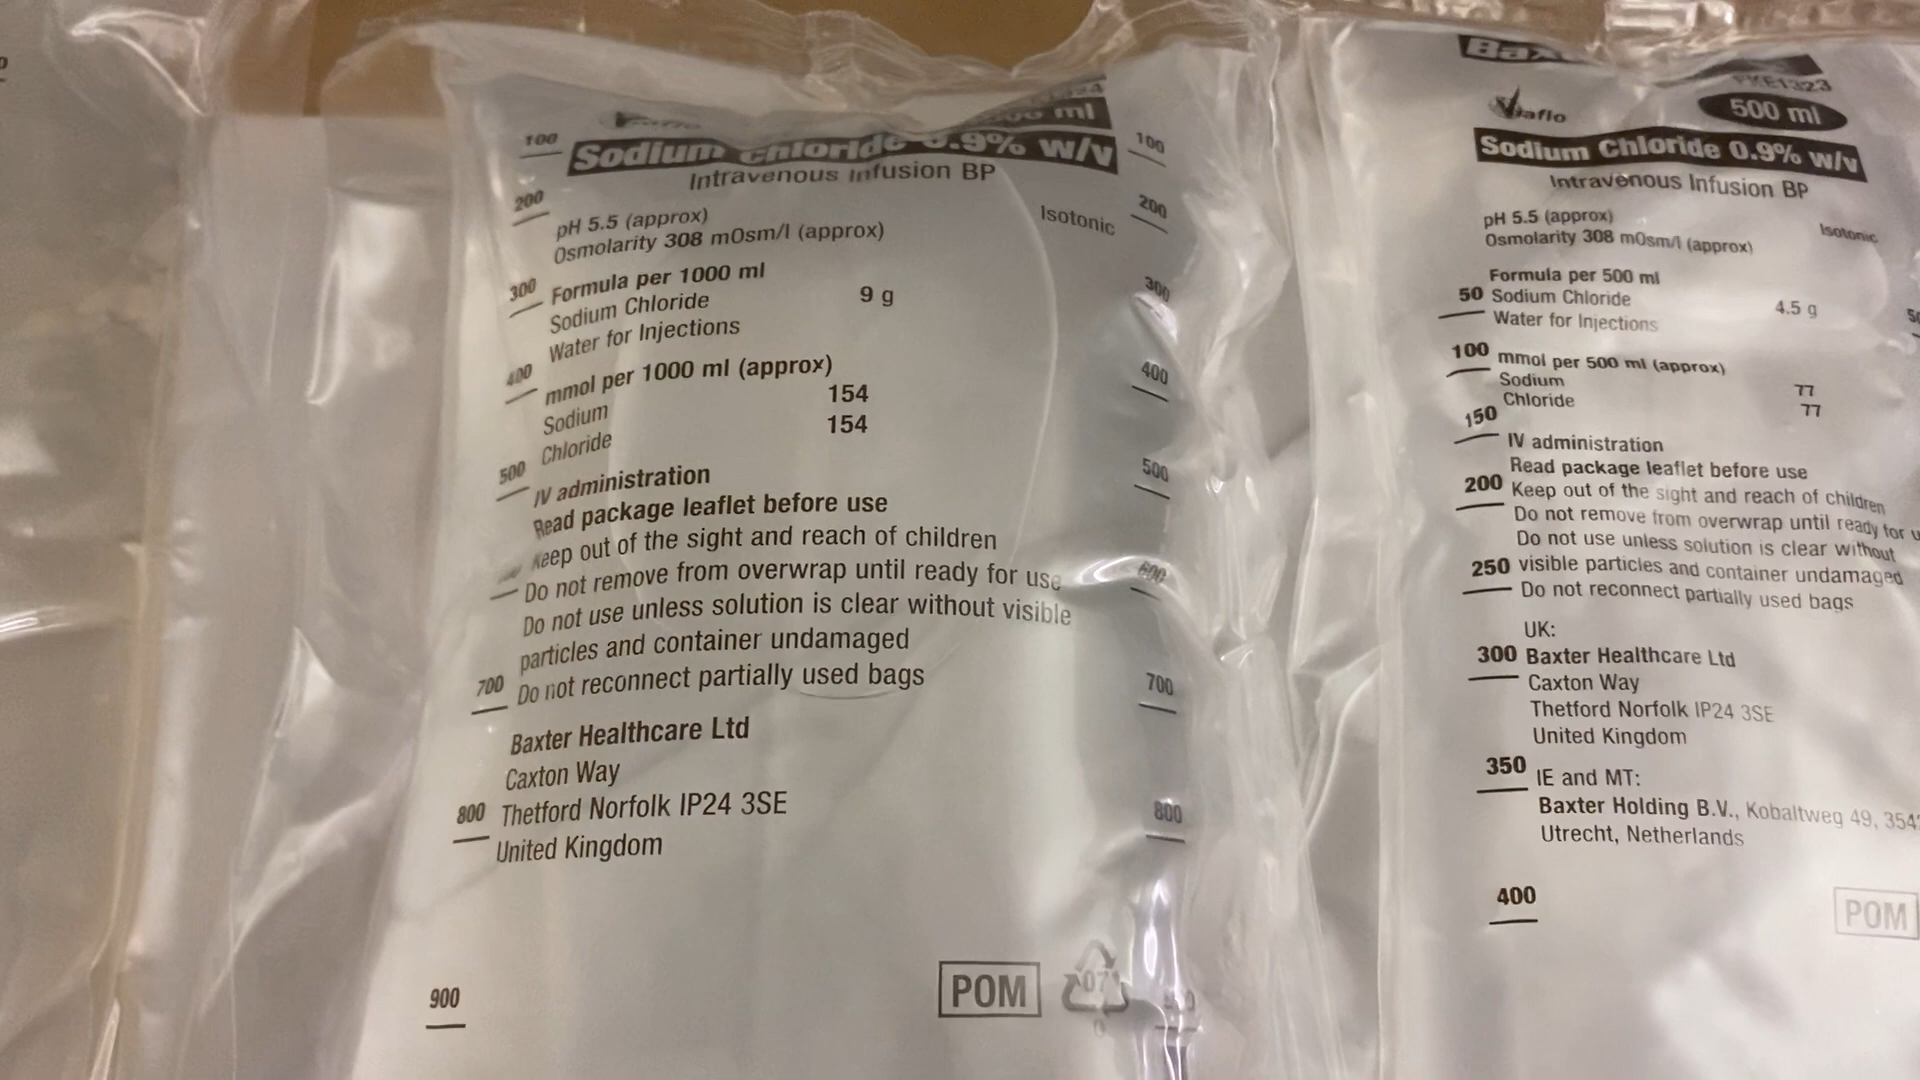 100
Sodium Chloride 0.9% w/v
100
Intravenous Infusion BP
200
pH 5.5 (approx)
Isotonic
200
Osmolarity 308 mOsm/l (approx)
300
Formula per 1000 ml
300
Sodium Chloride 9 g
Water for Injections
400
mmol per 1000 ml (approx)
400
Sodium 154
Chloride 154
500
500
IV administration
Read package leaflet before use
Keep out of the sight and reach of children
600
Do not remove from overwrap until ready for use
Do not use unless solution is clear without visible
particles and container undamaged
700
Do not reconnect partially used bags
700
Baxter Healthcare Ltd
Caxton Way
800
Thetford Norfolk IP24 3SE
800
United Kingdom
900
POM
07
Viaflo
FKE1323
500 ml
Sodium Chloride 0.9% w/v
Intravenous Infusion BP
pH 5.5 (approx)
Isotonic
Osmolarity 308 mOsm/l (approx)
Formula per 500 ml
50
Sodium Chloride 4.5 g
Water for Injections
100
mmol per 500 ml (approx)
Sodium 77
Chloride 77
150
IV administration
Read package leaflet before use
200
Keep out of the sight and reach of children
Do not remove from overwrap until ready for
Do not use unless solution is clear without
250
visible particles and container undamaged
Do not reconnect partially used bags
UK:
300
Baxter Healthcare Ltd
Caxton Way
Thetford Norfolk IP24 3SE
United Kingdom
350
IE and MT:
Baxter Holding B.V., Kobaltweg 49,
Utrecht, Netherlands
400
POM